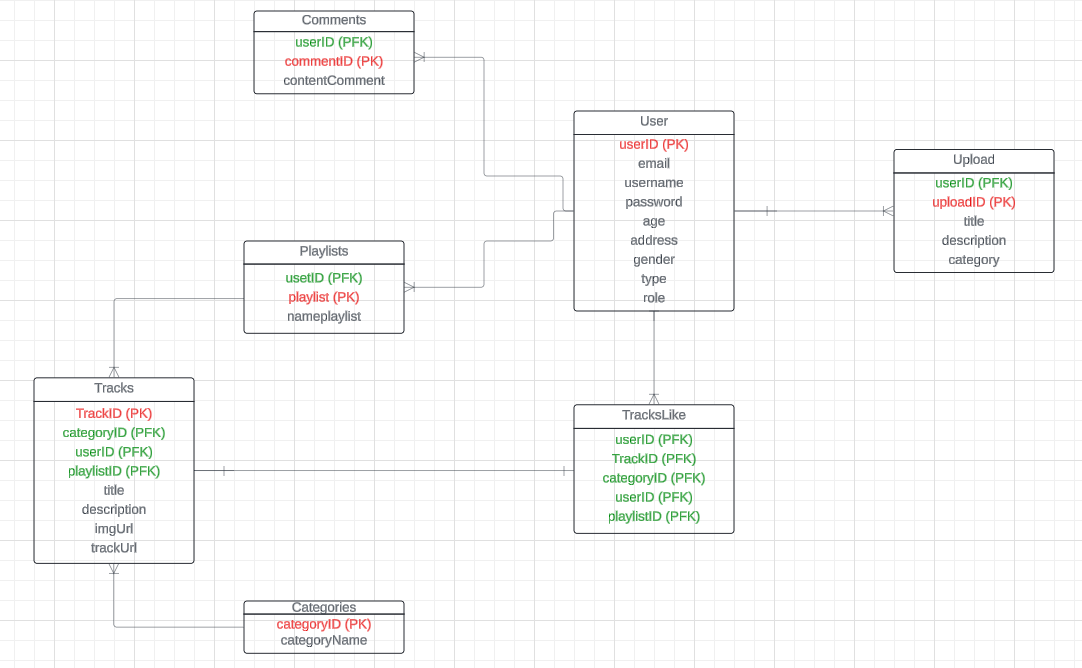 Comments
userID (PFK)
commentID (PK)
contentComment
User
userID (PK)
email
username
password
age
address
gender
type
role
Upload
userID (PFK)
uploadID (PK)
title
description
category
Playlists
usetID (PFK)
playlist (PK)
nameplaylist
Tracks
TrackID (PK)
categoryID (PFK)
userID (PFK)
playlistID (PFK)
title
description
imgUrl
trackUrl
TracksLike
userID (PFK)
TrackID (PFK)
categoryID (PFK)
userID (PFK)
playlistID (PFK)
Categories
categoryID (PK)
categoryName